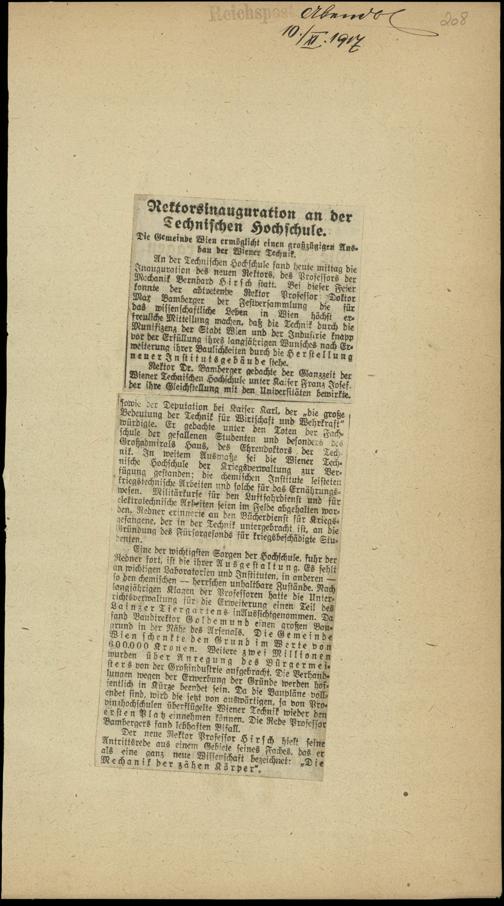 Reichspost
Abendbl
208
10./XI. 1917
Rektorsinauguration an der
Technischen Hochschule.
Die Gemeinde Wien ermöglicht einen großzügigen Aus-
bau der Wiener Technik.
An der Technischen Hochschule fand heute mittag die
Inauguration des neuen Rektors, des Professors der
Mechanik Bernhard Hirsch statt. Bei dieser Feier
konnte der abtretende Rektor Professor Doktor
Max Bamberger der Festversammlung die für
das wissenschaftliche Leben in Wien höchst er-
freuliche Mitteilung machen, daß die Technik durch die
Munifizenz der Stadt Wien und der Industrie knapp
vor der Erfüllung ihres langjährigen Wunsches nach Er-
weiterung ihrer Baulichkeiten durch die Herstellung
neuer Institutsgebäude stehe.
Rektor Dr. Bamberger gedachte der Glanzzeit der
Wiener Technischen Hochschule unter Kaiser Franz Josef,
der ihre Gleichstellung mit den Universitäten bewirkte,
sowie der Deputation bei Kaiser Karl, der „die große
Bedeutung der Technik für Wirtschaft und Wehrkraft"
würdigte. Er gedachte unter den Toten der Hoch-
schule der gefallenen Studenten und besonders des
Großadmirals Haus, des Ehrendoktors der Tech-
nik. In weitem Ausmaße sei die Wiener Tech-
nische Hochschule der Kriegsverwaltung zur Ver-
fügung gestanden; die chemischen Institute leisteten
kriegstechnische Arbeiten und solche für das Ernährungs-
wesen. Militärkurse für den Luftfahrdienst und für
elektrotechnische Arbeiten seien im Felde abgehalten wor-
den. Redner erinnerte an den Bücherdienst für Kriegs-
gefangene, der in der Technik untergebracht ist, an die
Gründung des Fürsorgefonds für kriegsbeschädigte Stu-
denten.
Eine der wichtigsten Sorgen der Hochschule, fuhr der
Redner fort, ist die ihrer Ausgestaltung. Es fehlt
an wichtigen Laboratorien und Instituten, in anderen —
so den chemischen — herrschen unhaltbare Zustände. Nach
langjährigen Klagen der Professoren hatte die Unter-
richtsverwaltung für die Erweiterung einen Teil des
Lainzer Tiergartens in Aussicht genommen. Da
fand Baudirektor Goldemund einen großen Bau-
grund in der Nähe des Arsenals. Die Gemeinde
Wien schenkte den Grund im Werte von
600.000 Kronen. Weitere zwei Millionen
wurden über Anregung des Bürgermei-
sters von der Großindustrie aufgebracht. Die Verhand-
lungen wegen der Erwerbung der Gründe werden hof-
fentlich in Kürze beendet sein. Da die Baupläne voll-
endet sind, wird die jetzt von auswärtigen, ja von Pro-
vinzhochschulen überflügelte Wiener Technik wieder den
ersten Platz einnehmen können. Die Rede Professor
Bambergers fand lebhaften Beifall.
Der neue Rektor Professor Hirsch hielt seine
Antrittsrede aus einem Gebiete seines Faches, das er
als eine ganz neue Wissenschaft bezeichnet: „Die
Mechanik der zähen Körper".